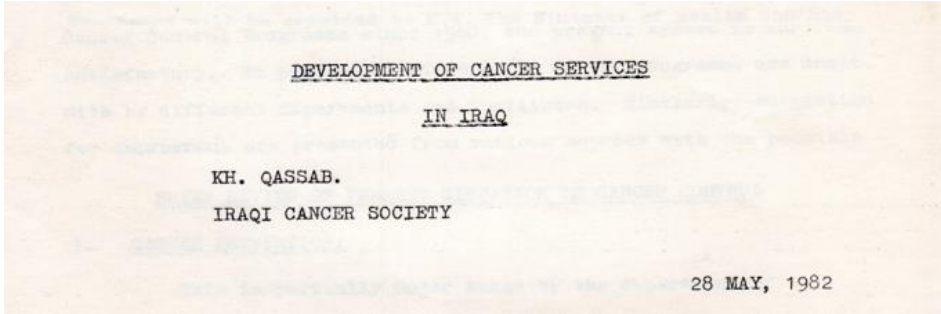 DEVELOPMENT OF CANCER SERVICES
IN IRAQ
KH. QASSAB.
IRAQI CANCER SOCIETY
28 MAY, 1982